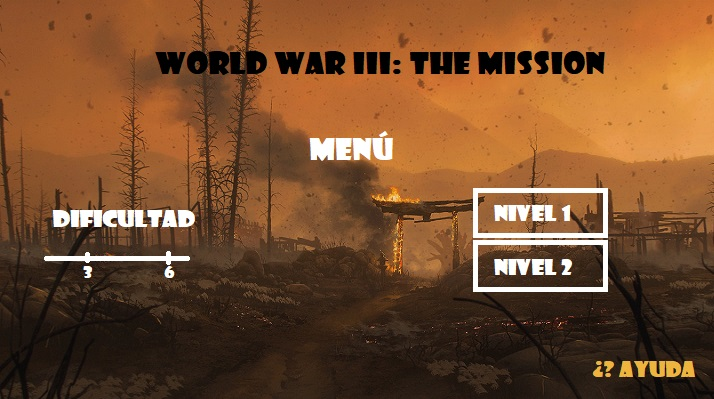 WORLD WAR III: THE MISSION
MENÚ
DIFICULTAD
3 6
NIVEL 1
NIVEL 2
¿? AYUDA